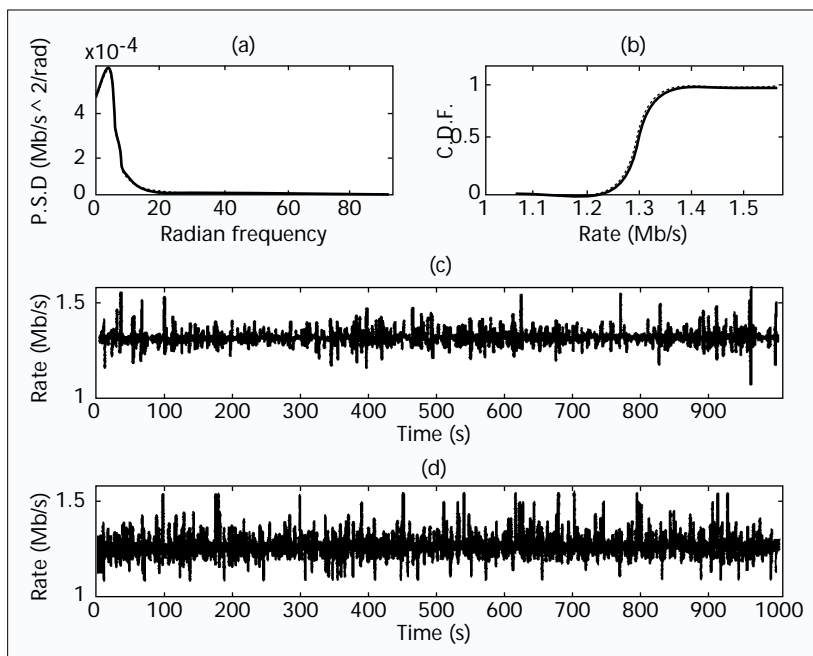 (a)
x10-4
4
2
0
P.S.D (Mb/s ^ 2/rad)
0 20 40 60 80
Radian frequency
(b)
1
0.5
0
C.D.F.
1 1.1 1.2 1.3 1.4 1.5
Rate (Mb/s)
(c)
1.5
1
Rate (Mb/s)
0 100 200 300 400 500 600 700 800 900
Time (s)
(d)
1.5
1
Rate (Mb/s)
0 100 200 300 400 500 600 700 800 900 1000
Time (s)